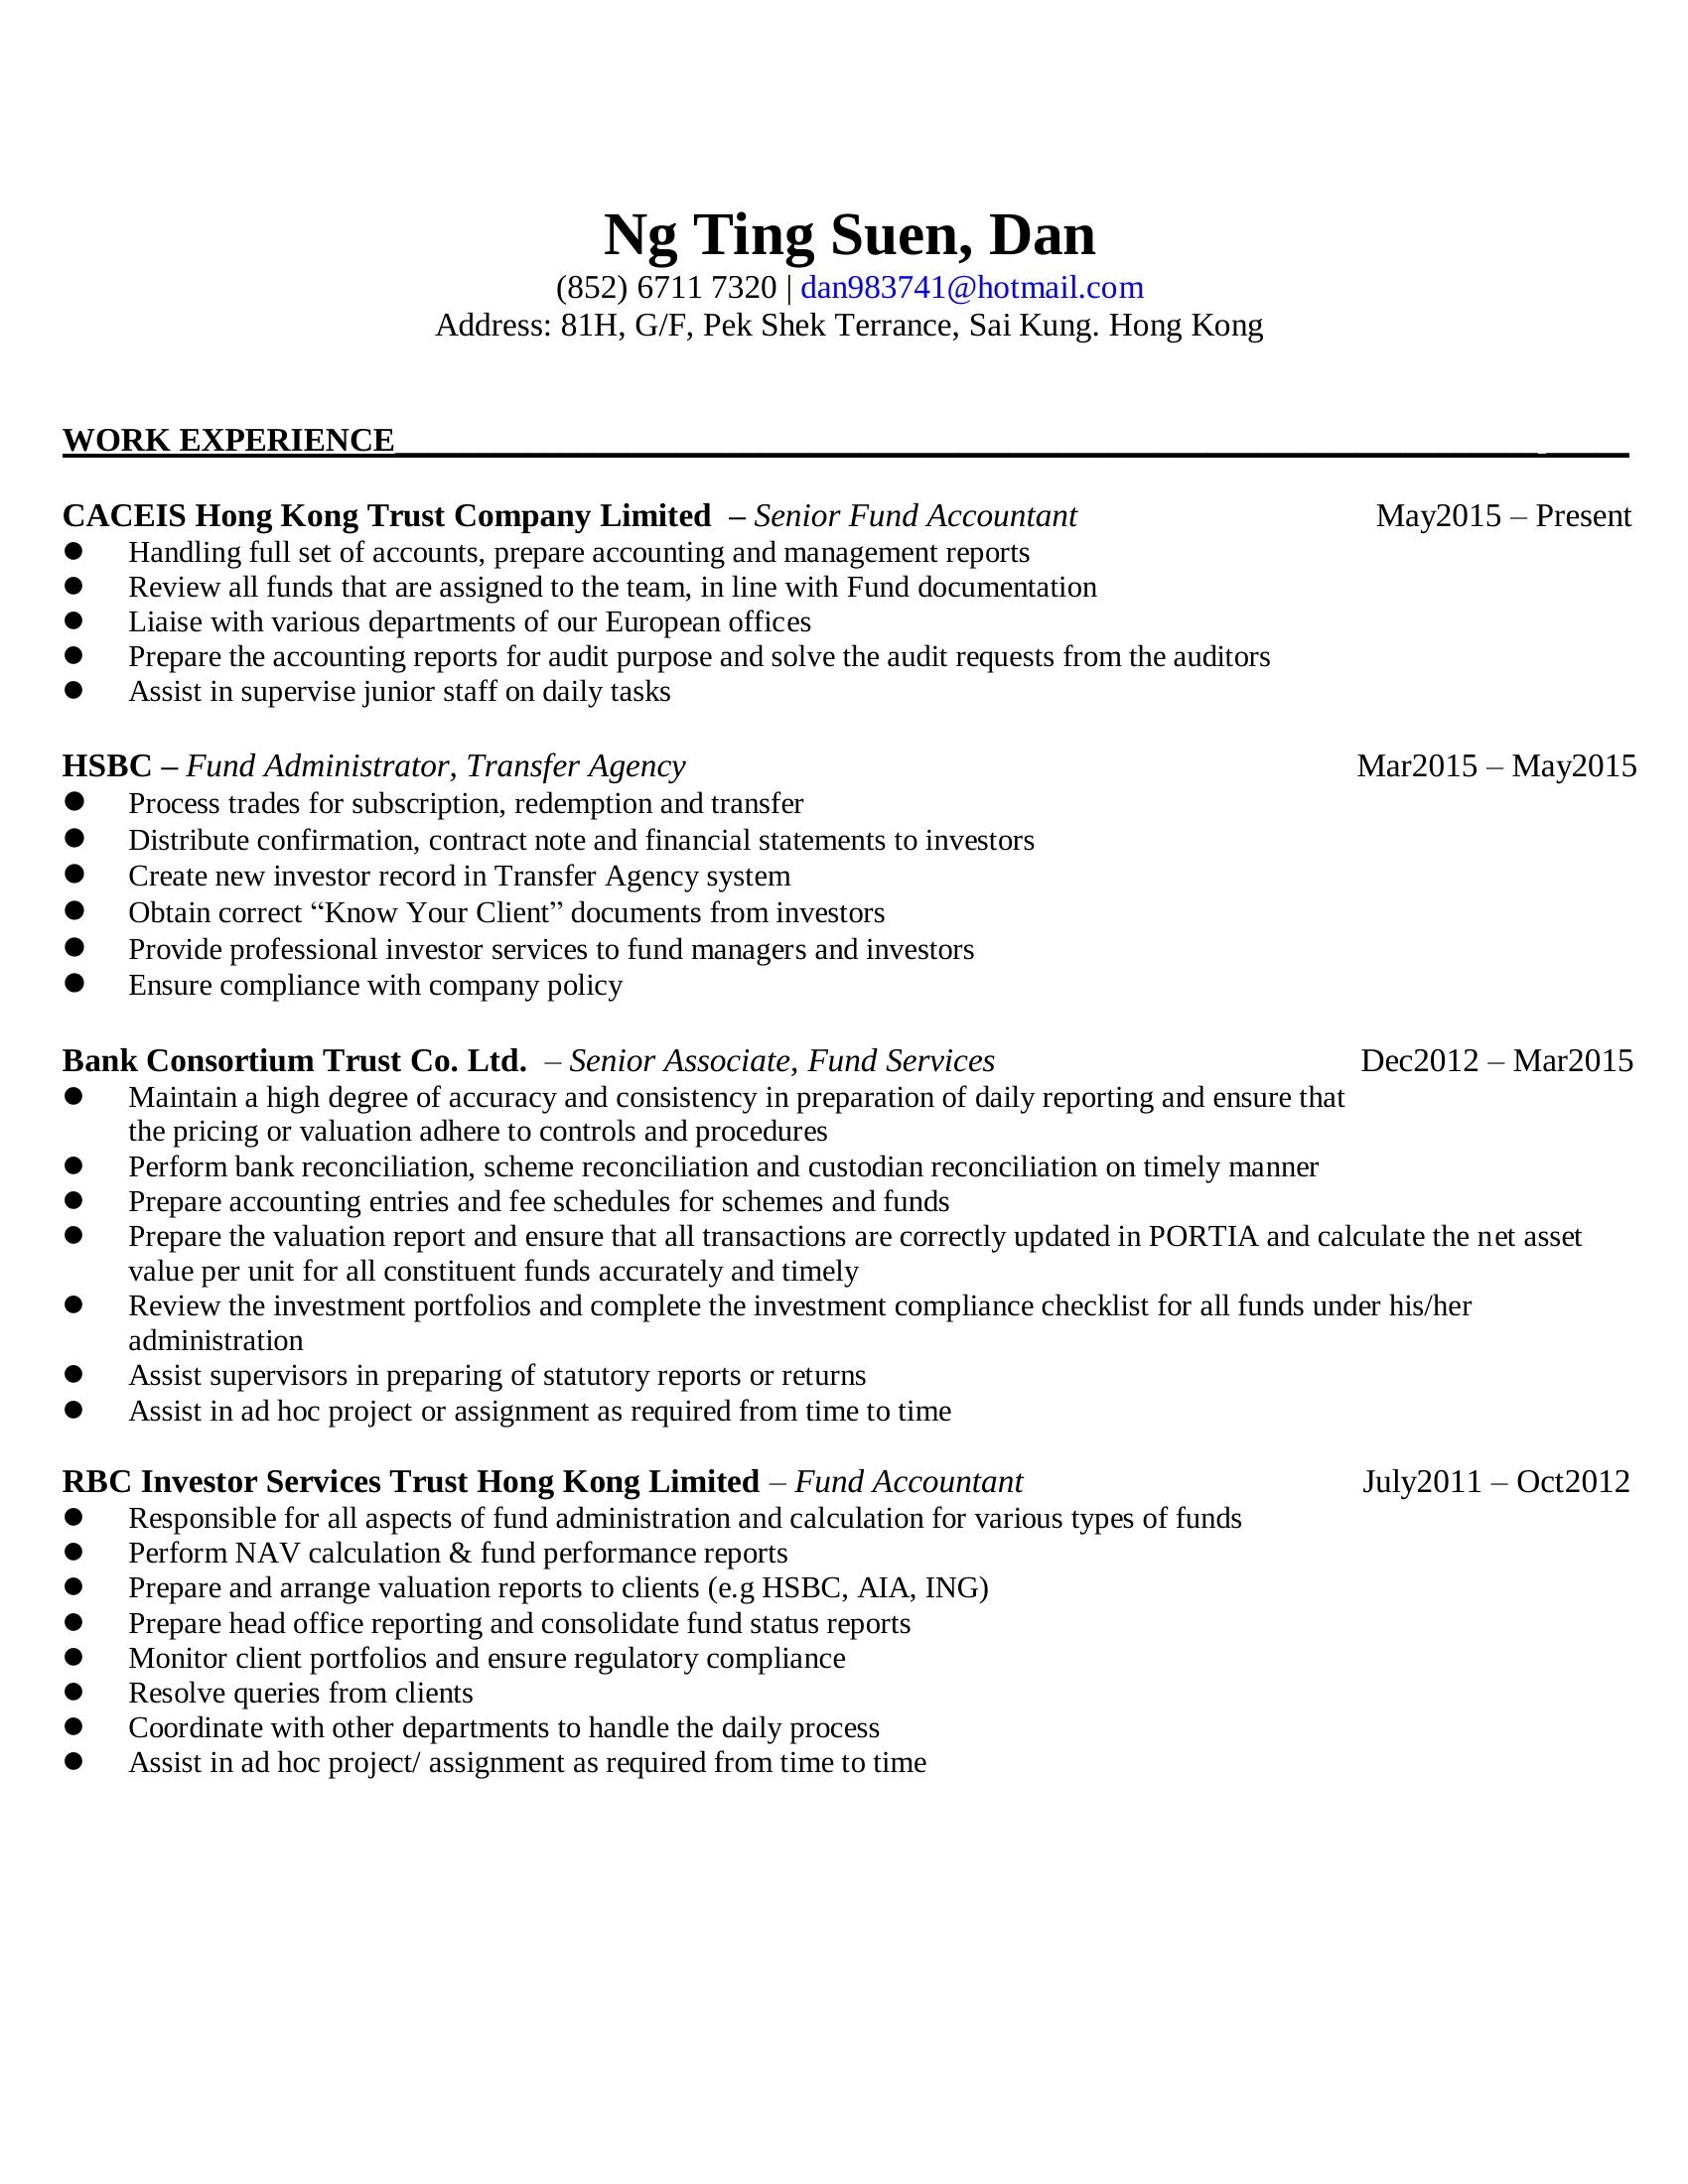 Ng Ting Suen, Dan
(852) 6711 7320 | dan983741@hotmail.com
Address: 81H, G/F, Pek Shek Terrance, Sai Kung. Hong Kong
WORK EXPERIENCE
CACEIS Hong Kong Trust Company Limited – Senior Fund Accountant May2015 – Present
● Handling full set of accounts, prepare accounting and management reports
● Review all funds that are assigned to the team, in line with Fund documentation
● Liaise with various departments of our European offices
● Prepare the accounting reports for audit purpose and solve the audit requests from the auditors
● Assist in supervise junior staff on daily tasks
HSBC – Fund Administrator, Transfer Agency Mar2015 – May2015
● Process trades for subscription, redemption and transfer
● Distribute confirmation, contract note and financial statements to investors
● Create new investor record in Transfer Agency system
● Obtain correct “Know Your Client” documents from investors
● Provide professional investor services to fund managers and investors
● Ensure compliance with company policy
Bank Consortium Trust Co. Ltd. – Senior Associate, Fund Services Dec2012 – Mar2015
● Maintain a high degree of accuracy and consistency in preparation of daily reporting and ensure that
the pricing or valuation adhere to controls and procedures
● Perform bank reconciliation, scheme reconciliation and custodian reconciliation on timely manner
● Prepare accounting entries and fee schedules for schemes and funds
● Prepare the valuation report and ensure that all transactions are correctly updated in PORTIA and calculate the net asset
value per unit for all constituent funds accurately and timely
● Review the investment portfolios and complete the investment compliance checklist for all funds under his/her
administration
● Assist supervisors in preparing of statutory reports or returns
● Assist in ad hoc project or assignment as required from time to time
RBC Investor Services Trust Hong Kong Limited – Fund Accountant July2011 – Oct2012
● Responsible for all aspects of fund administration and calculation for various types of funds
● Perform NAV calculation & fund performance reports
● Prepare and arrange valuation reports to clients (e.g HSBC, AIA, ING)
● Prepare head office reporting and consolidate fund status reports
● Monitor client portfolios and ensure regulatory compliance
● Resolve queries from clients
● Coordinate with other departments to handle the daily process
● Assist in ad hoc project/ assignment as required from time to time